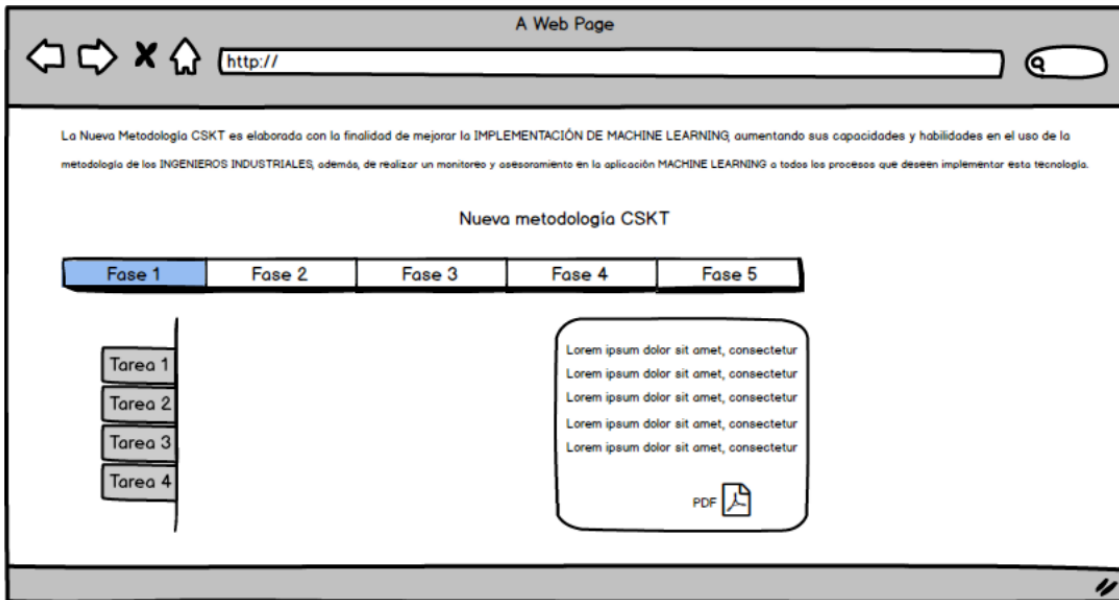 A Web Page
http://
La Nueva Metodología CSKT es elaborada con la finalidad de mejorar la IMPLEMENTACIÓN DE MACHINE LEARNING, aumentando sus capacidades y habilidades en el uso de la
metodología de los INGENIEROS INDUSTRIALES, además, de realizar un monitoreo y asesoramiento en la aplicación MACHINE LEARNING a todos los procesos que deseen implementar esta tecnología.
Nueva metodología CSKT
Fase 1 Fase 2 Fase 3 Fase 4 Fase 5
Tarea 1
Tarea 2
Tarea 3
Tarea 4
Lorem ipsum dolor sit amet, consectetur
Lorem ipsum dolor sit amet, consectetur
Lorem ipsum dolor sit amet, consectetur
Lorem ipsum dolor sit amet, consectetur
Lorem ipsum dolor sit amet, consectetur
PDF